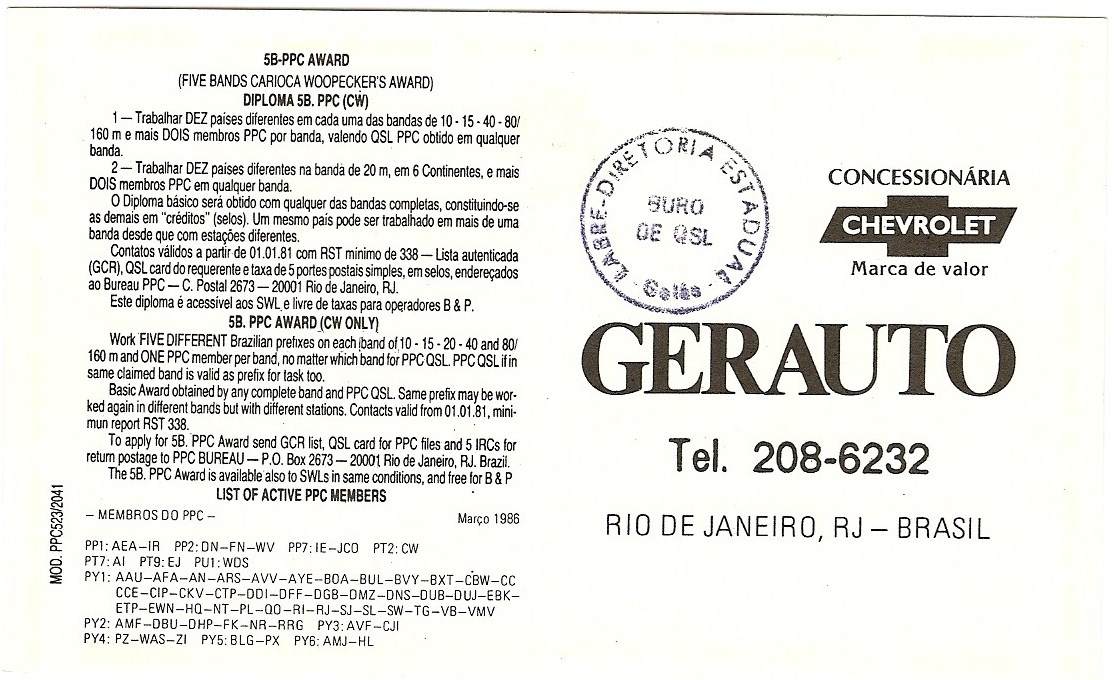 5B-PPC AWARD
(FIVE BANDS CARIOCA WOOPECKER'S AWARD)
DIPLOMA 5B. PPC (CW)
1 — Trabalhar DEZ países diferentes em cada uma das bandas de 10 - 15 - 40 - 80/
160 m e mais DOIS membros PPC por banda, valendo QSL PPC obtido em qualquer
banda.
2 — Trabalhar DEZ países diferentes na banda de 20 m, em 6 Continentes, e mais
DOIS membros PPC em qualquer banda.
O Diploma básico será obtido com qualquer das bandas completas, constituindo-se
as demais em "créditos" (selos). Um mesmo país pode ser trabalhado em mais de uma
banda desde que com estações diferentes.
Contatos válidos a partir de 01.01.81 com RST mínimo de 338 — Lista autenticada
(GCR), QSL card do requerente e taxa de 5 portes postais simples, em selos, endereçados
ao Bureau PPC — C. Postal 2673 — 20001 Rio de Janeiro, RJ.
Este diploma é acessível aos SWL e livre de taxas para operadores B & P.
5B. PPC AWARD (CW ONLY)
Work FIVE DIFFERENT Brazilian prefixes on each band of 10 - 15 - 20 - 40 and 80/
160 m and ONE PPC member per band, no matter which band for PPC QSL. PPC QSL if in
same claimed band is valid as prefix for task too.
Basic Award obtained by any complete band and PPC QSL. Same prefix may be wor-
ked again in different bands but with different stations. Contacts valid from 01.01.81, mini-
mun report RST 338.
To apply for 5B. PPC Award send GCR list, QSL card for PPC files and 5 IRCs for
return postage to PPC BUREAU — P.O. Box 2673 — 20001 Rio de Janeiro, RJ. Brazil.
The 5B. PPC Award is available also to SWLs in same conditions, and free for B & P
LIST OF ACTIVE PPC MEMBERS
– MEMBROS DO PPC – Março 1986
PP1: AEA–IR PP2: ON–FN–WV PP7: IE–JCO PT2: CW
PT7: AI PT9: EJ PU1: WDS
PY1: AAU–AFA–AN–ARS–AVV–AYE–BOA–BUL–BVY–BXT–CBW–CC
CCE–CIP–CKV–CTP–DDI–DFF–DGB–DMZ–DNS–DUB–DUJ–EBK–
ETP–EWN–HQ–NT–PL–QO–RI–RJ–SJ–SL–SW–TG–VB–VMV
PY2: AMF–DBU–DHP–FK–NR–RRG PY3: AVF–CJI
PY4: PZ–WAS–ZI PY5: BLG–PX PY6: AMJ–HL
MOD. PPC523/2041
LABRE-DIRETORIA ESTADUAL
BURO
DE QSL
Goiás
CONCESSIONÁRIA
CHEVROLET
Marca de valor
GERAUTO
Tel. 208-6232
RIO DE JANEIRO, RJ – BRASIL